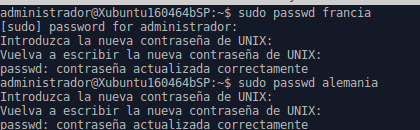 administrador@Xubuntu160464bSP:~$ sudo passwd francia
[sudo] password for administrador:
Introduzca la nueva contraseña de UNIX:
Vuelva a escribir la nueva contraseña de UNIX:
passwd: contraseña actualizada correctamente
administrador@Xubuntu160464bSP:~$ sudo passwd alemania
Introduzca la nueva contraseña de UNIX:
Vuelva a escribir la nueva contraseña de UNIX:
passwd: contraseña actualizada correctamente